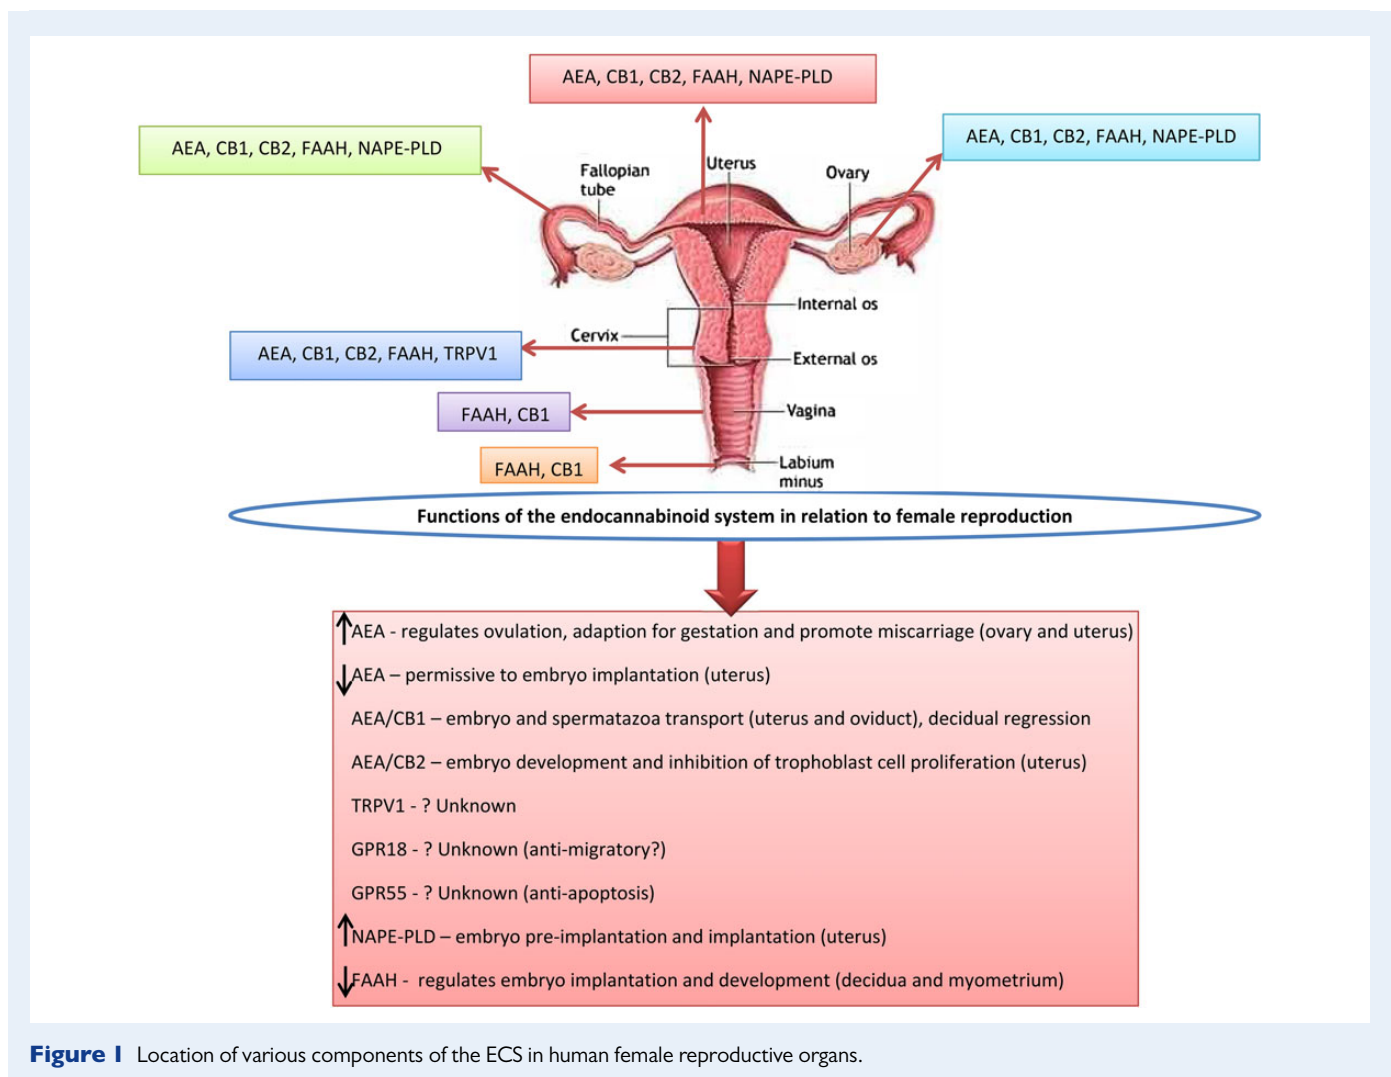 AEA, CB1, CB2, FAAH, NAPE-PLD
AEA, CB1, CB2, FAAH, NAPE-PLD
AEA, CB1, CB2, FAAH, NAPE-PLD
Fallopian
tube
Uterus
Ovary
Internal os
Cervix
AEA, CB1, CB2, FAAH, TRPV1
External os
FAAH, CB1
Vagina
FAAH, CB1
Labium
minus
Functions of the endocannabinoid system in relation to female reproduction
↑AEA - regulates ovulation, adaption for gestation and promote miscarriage (ovary and uterus)
↓AEA – permissive to embryo implantation (uterus)
AEA/CB1 – embryo and spermatazoa transport (uterus and oviduct), decidual regression
AEA/CB2 – embryo development and inhibition of trophoblast cell proliferation (uterus)
TRPV1 - ? Unknown
GPR18 - ? Unknown (anti-migratory?)
GPR55 - ? Unknown (anti-apoptosis)
↑NAPE-PLD – embryo pre-implantation and implantation (uterus)
↓FAAH - regulates embryo implantation and development (decidua and myometrium)
Figure 1 Location of various components of the ECS in human female reproductive organs.